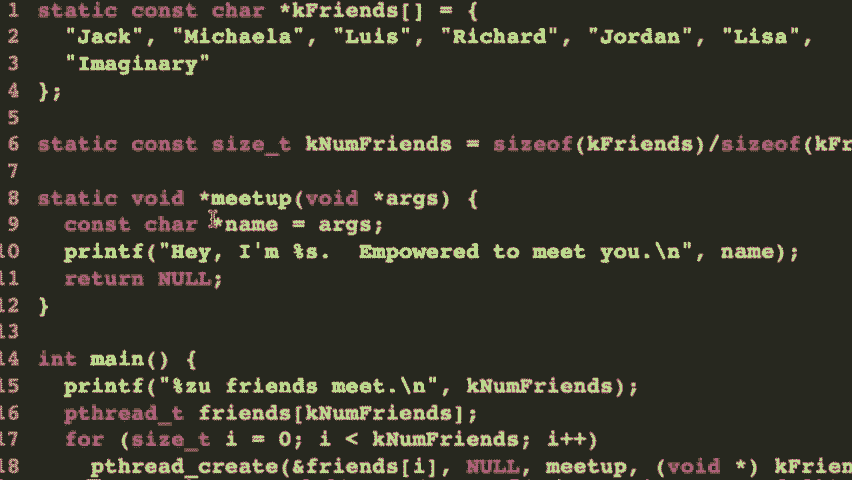 1 static const char *kFriends[] = {
2 "Jack", "Michaela", "Luis", "Richard", "Jordan", "Lisa",
3 "Imaginary"
4 };
5
6 static const size_t kNumFriends = sizeof(kFriends)/sizeof(kFr
7
8 static void *meetup(void *args) {
9 const char *name = args;
10 printf("Hey, I'm %s.  Empowered to meet you.\n", name);
11 return NULL;
12 }
13
14 int main() {
15 printf("%zu friends meet.\n", kNumFriends);
16 pthread_t friends[kNumFriends];
17 for (size_t i = 0; i < kNumFriends; i++)
18 pthread_create(&friends[i], NULL, meetup, (void *) kFrien